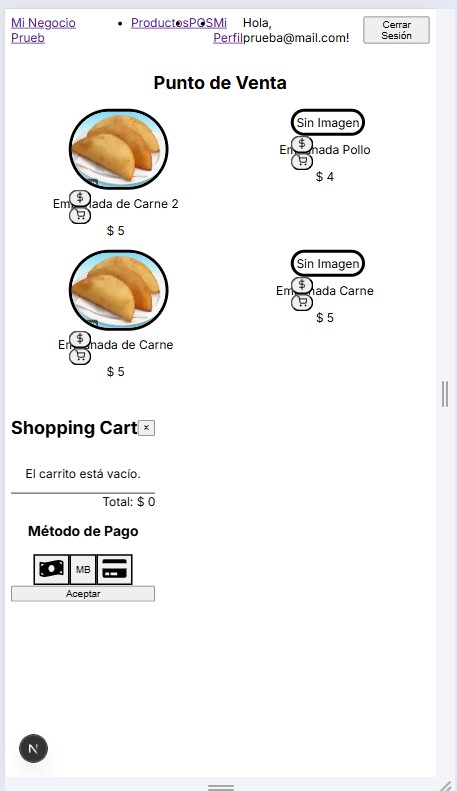 Mi Negocio
Prueb
Productos
POS
Mi
Perfil
Hola,
prueba@mail.com!
Cerrar
Sesión
Punto de Venta
Empanada de Carne 2
$
$ 5
Sin Imagen
Empanada Pollo
$
$ 4
Empanada de Carne
$
$ 5
Sin Imagen
Empanada Carne
$
$ 5
Shopping Cart
×
El carrito está vacío.
Total: $ 0
Método de Pago
MB
Aceptar
N